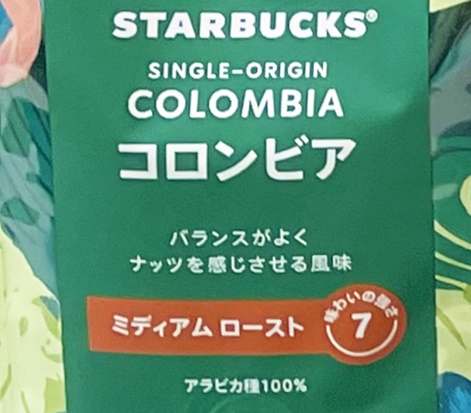 STARBUCKS®
SINGLE-ORIGIN
COLOMBIA
コロンビア
バランスがよく
ナッツを感じさせる風味
ミディアム ロースト
味わいの厚さ
7
アラビカ種100%